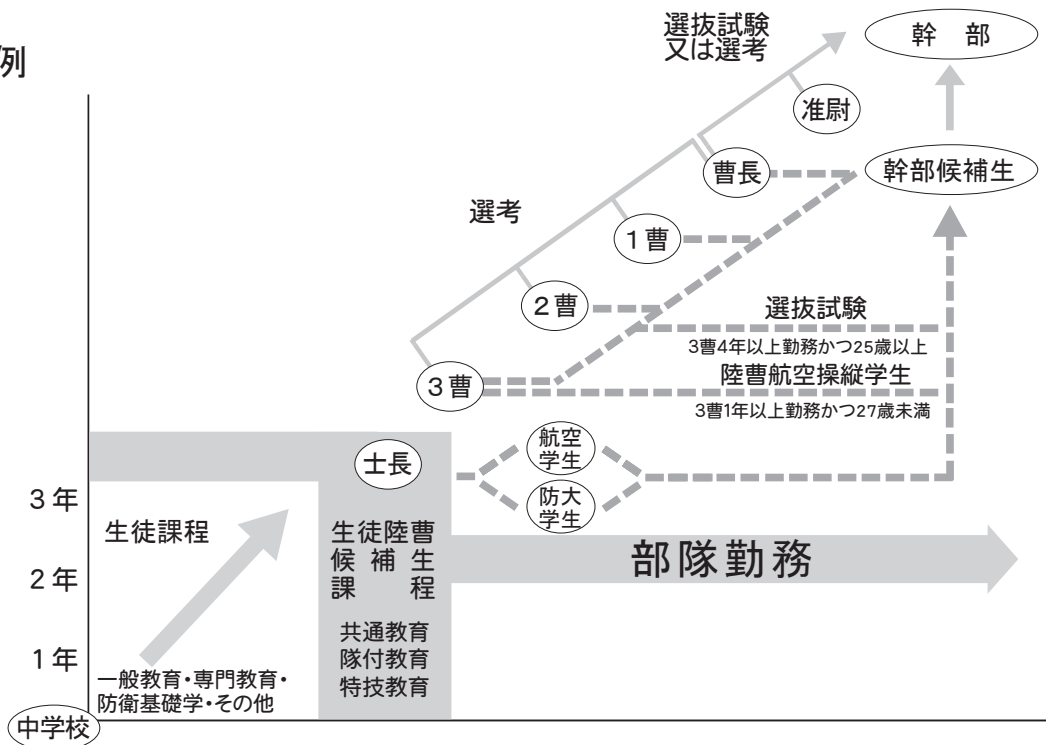 例
選抜試験
又は選考
幹 部
准尉
曹長
幹部候補生
選考
1曹
2曹
選抜試験
3曹4年以上勤務かつ25歳以上
3曹
陸曹航空操縦学生
3曹1年以上勤務かつ27歳未満
士長
航空
学生
防大
学生
3年
2年
1年
中学校
生徒課程
一般教育・専門教育・
防衛基礎学・その他
生徒陸曹
候補生
課程
共通教育
隊付教育
特技教育
部隊勤務